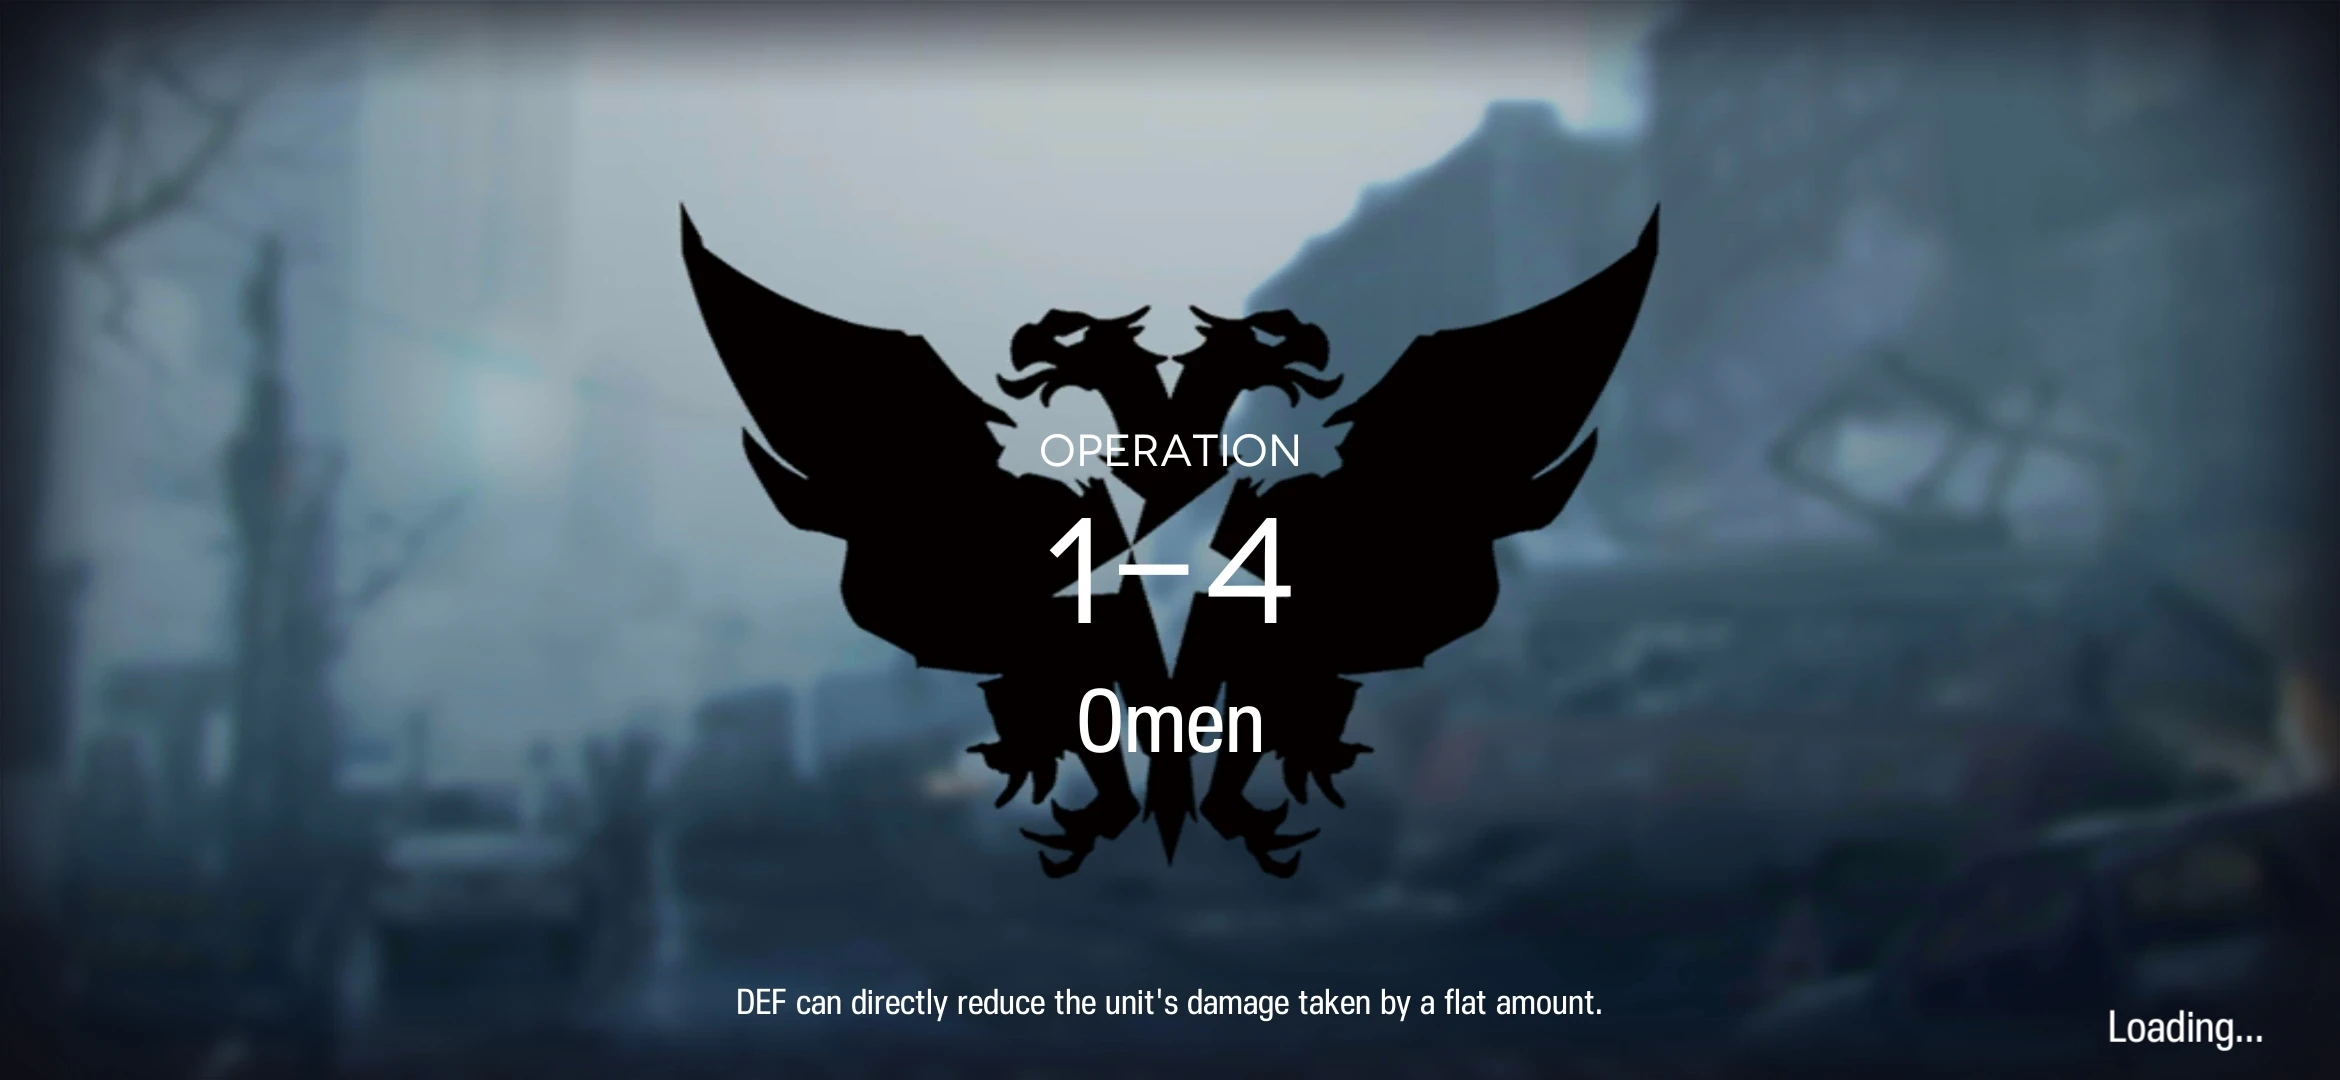 OPERATION
1-4
Omen
DEF can directly reduce the unit's damage taken by a flat amount.
Loading...